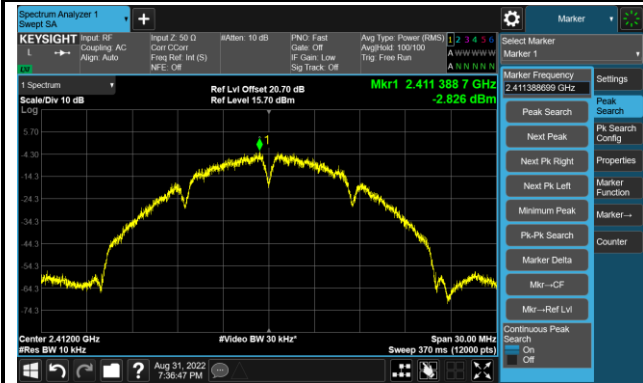 Spectrum Analyzer 1
Swept SA
Marker
KEYSIGHT
L
Input: RF
Coupling: AC
Align: Auto
Input Z: 50 Ω
Corr CCorr
Freq Ref: Int (S)
NFE: Off
#Atten: 10 dB
PNO: Fast
Gate: Off
IF Gain: Low
Sig Track: Off
Avg Type: Power (RMS)
Avg|Hold: 100/100
Trig: Free Run
1 2 3 4 5 6
A W W W W W
A N N N N N
Select Marker
Marker 1
1 Spectrum
Scale/Div 10 dB
Log
Ref Lvl Offset 20.70 dB
Ref Level 15.70 dBm
Mkr1 2.411 388 7 GHz
-2.826 dBm
5.70
-4.30
-14.3
-24.3
-34.3
-44.3
-54.3
-64.3
-74.3
1
Center 2.41200 GHz
#Res BW 10 kHz
#Video BW 30 kHz*
Span 30.00 MHz
Sweep 370 ms (12000 pts)
Marker Frequency
2.411388699 GHz
Peak Search
Next Peak
Next Pk Right
Next Pk Left
Minimum Peak
Pk-Pk Search
Marker Delta
Mkr→CF
Mkr→Ref Lvl
Continuous Peak
Search
On
Off
Settings
Peak
Search
Pk Search
Config
Properties
Marker
Function
Marker→
Counter
Aug 31, 2022
7:36:47 PM